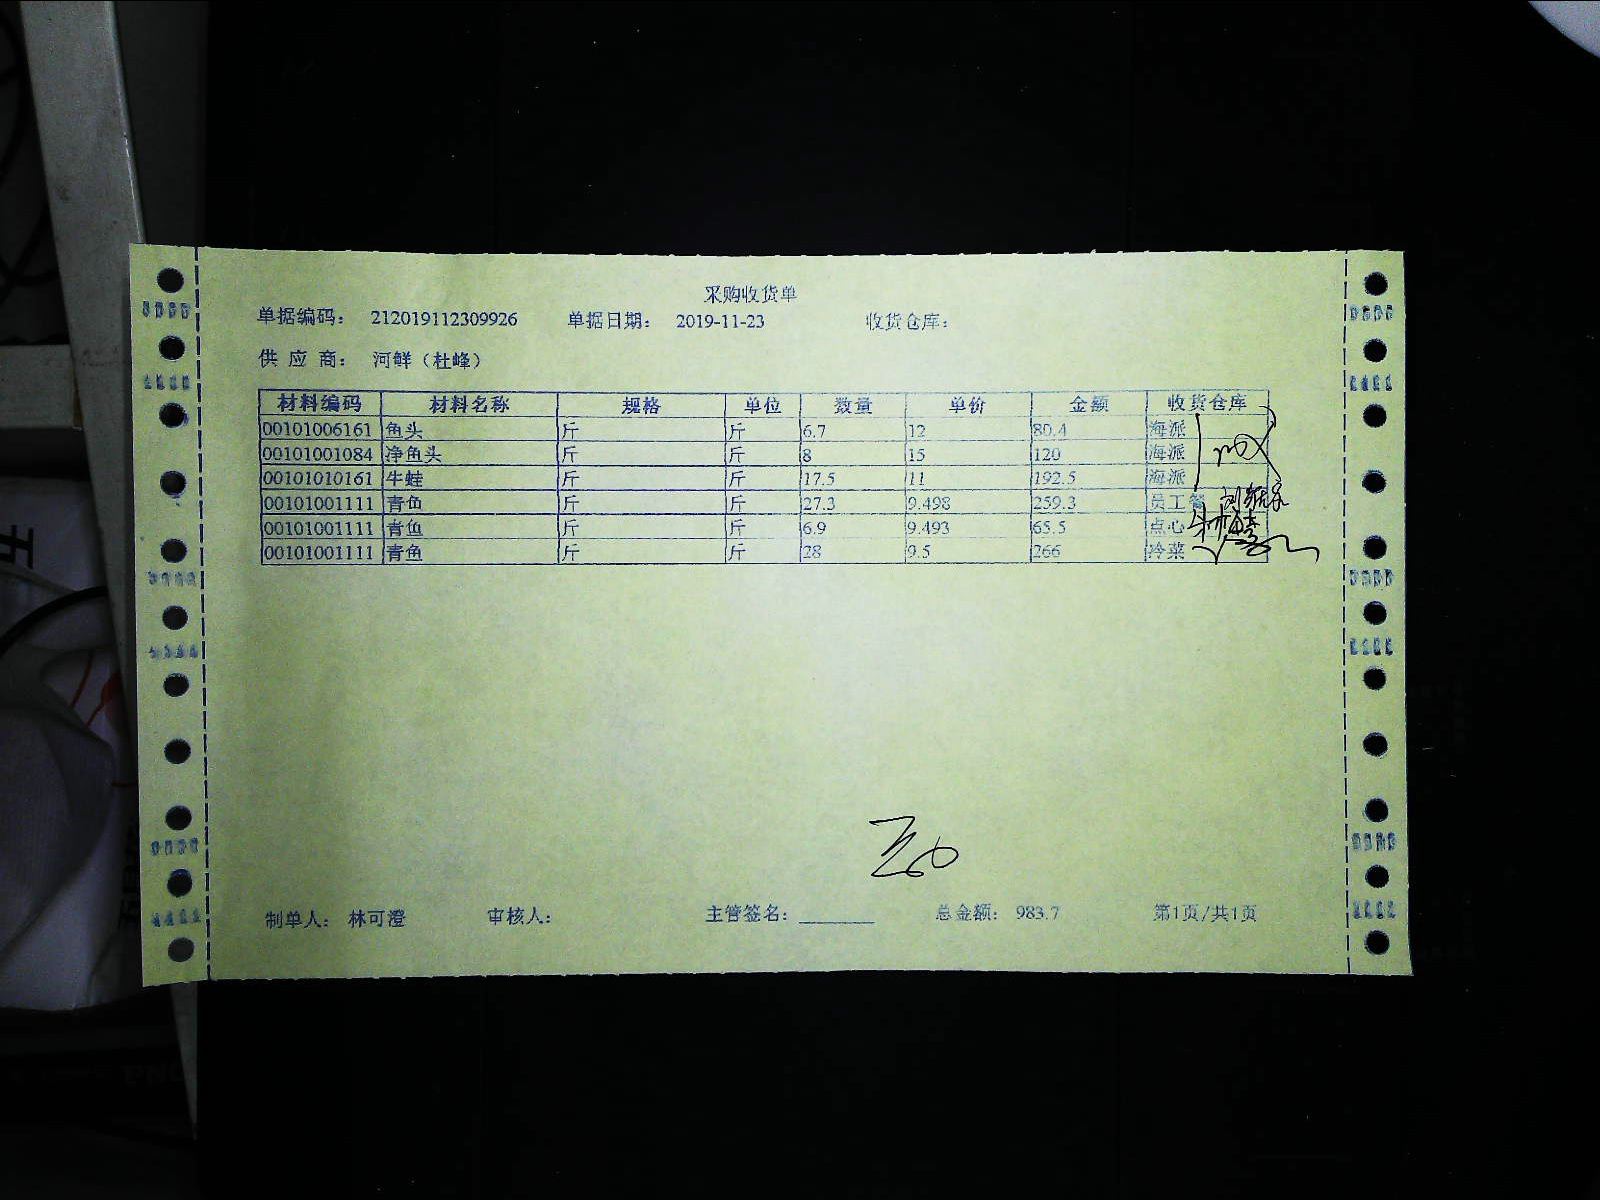 采购收货单
单据编码： 212019112309926 单据日期： 2019-11-23 收货仓库：
供 应 商： 河鲜（杜峰）
材料编码 材料名称 规格 单位 数量 单价 金额 收货仓库
00101006161 鱼头 斤 斤 6.7 12 80.4 海派
00101001084 净鱼头 斤 斤 8 15 120 海派
00101010161 牛蛙 斤 斤 17.5 11 192.5 海派
00101001111 青鱼 斤 斤 27.3 9.498 259.3 员工餐
00101001111 青鱼 斤 斤 6.9 9.493 65.5 点心
00101001111 青鱼 斤 斤 28 9.5 266 冷菜
制单人： 林可澄 审核人： 主管签名： 总金额： 983.7 第1页/共1页